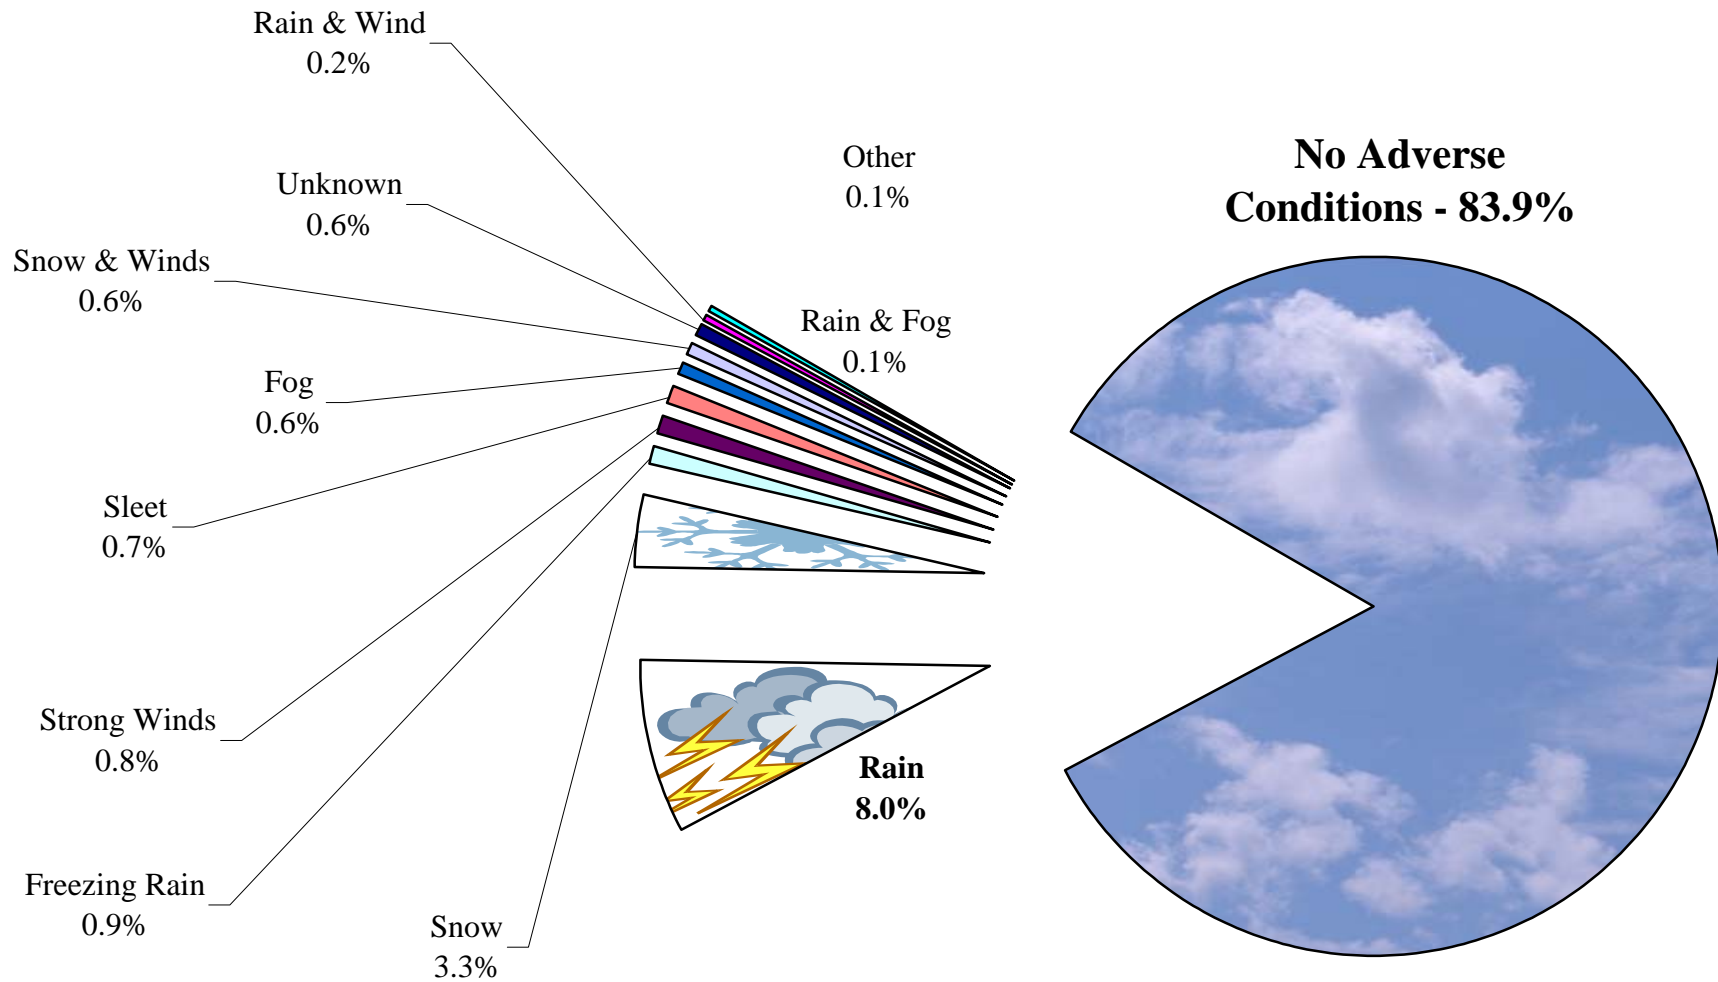 Rain & Wind
0.2%
Other
0.1%
No Adverse
Conditions - 83.9%
Unknown
0.6%
Snow & Winds
0.6%
Rain & Fog
0.1%
Fog
0.6%
Sleet
0.7%
Strong Winds
0.8%
Rain
8.0%
Freezing Rain
0.9%
Snow
3.3%